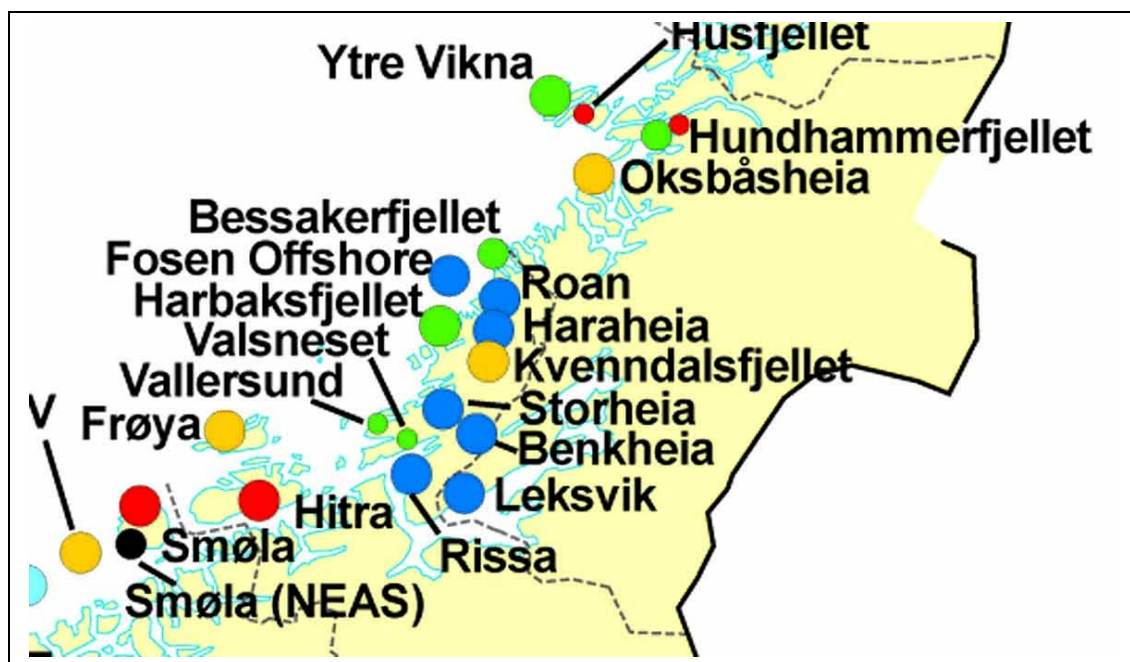 Husfjellet
Ytre Vikna
Hundhammerfjellet
Oksbåsheia
Bessakerfjellet
Fosen Offshore
Roan
Harbaksfjellet
Haraheia
Valsneset
Kvenndalsfjellet
Vallersund
Storheia
V
Frøya
Benkheia
Leksvik
Hitra
Smøla
Rissa
Smøla (NEAS)